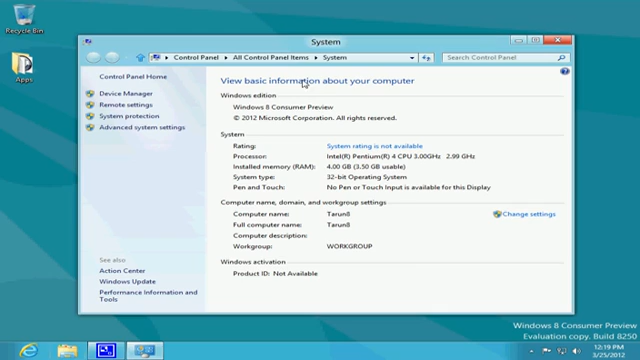 Recycle Bin
Apps
System
Control Panel
All Control Panel Items
System
Search Control Panel
Control Panel Home
Device Manager
Remote settings
System protection
Advanced system settings
See also
Action Center
Windows Update
Performance Information and
Tools
View basic information about your computer
Windows edition
Windows 8 Consumer Preview
© 2012 Microsoft Corporation. All rights reserved.
System
Rating: System rating is not available
Processor: Intel(R) Pentium(R) 4 CPU 3.00GHz 2.99 GHz
Installed memory (RAM): 4.00 GB (3.50 GB usable)
System type: 32-bit Operating System
Pen and Touch: No Pen or Touch Input is available for this Display
Computer name, domain, and workgroup settings
Computer name: Tarun8 Change settings
Full computer name: Tarun8
Computer description:
Workgroup: WORKGROUP
Windows activation
Product ID: Not Available
Windows 8 Consumer Preview
Evaluation copy. Build 8250
12:19 PM
3/25/2012